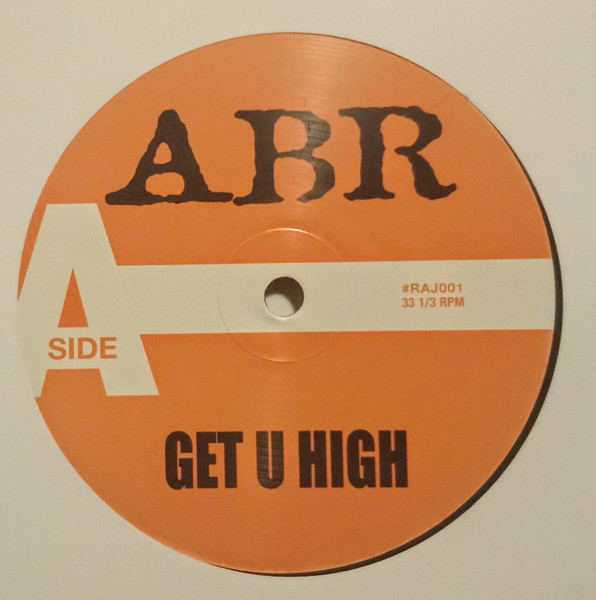 ABR
#RAJ001
33 1/3 RPM
A
SIDE
GET U HIGH